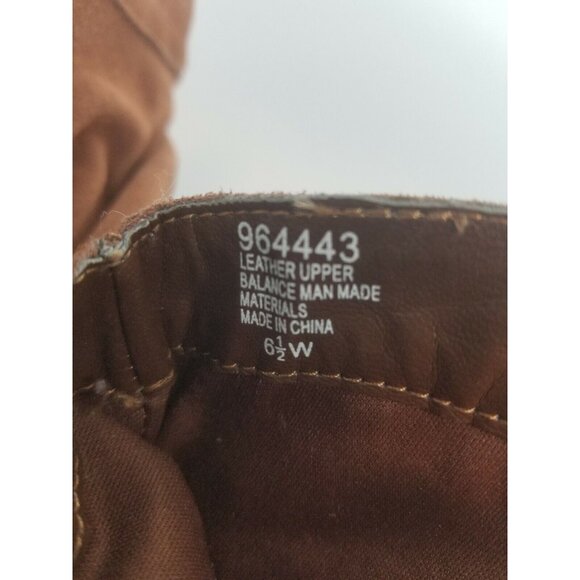 964443
LEATHER UPPER
BALANCE MAN MADE
MATERIALS
MADE IN CHINA
6½W